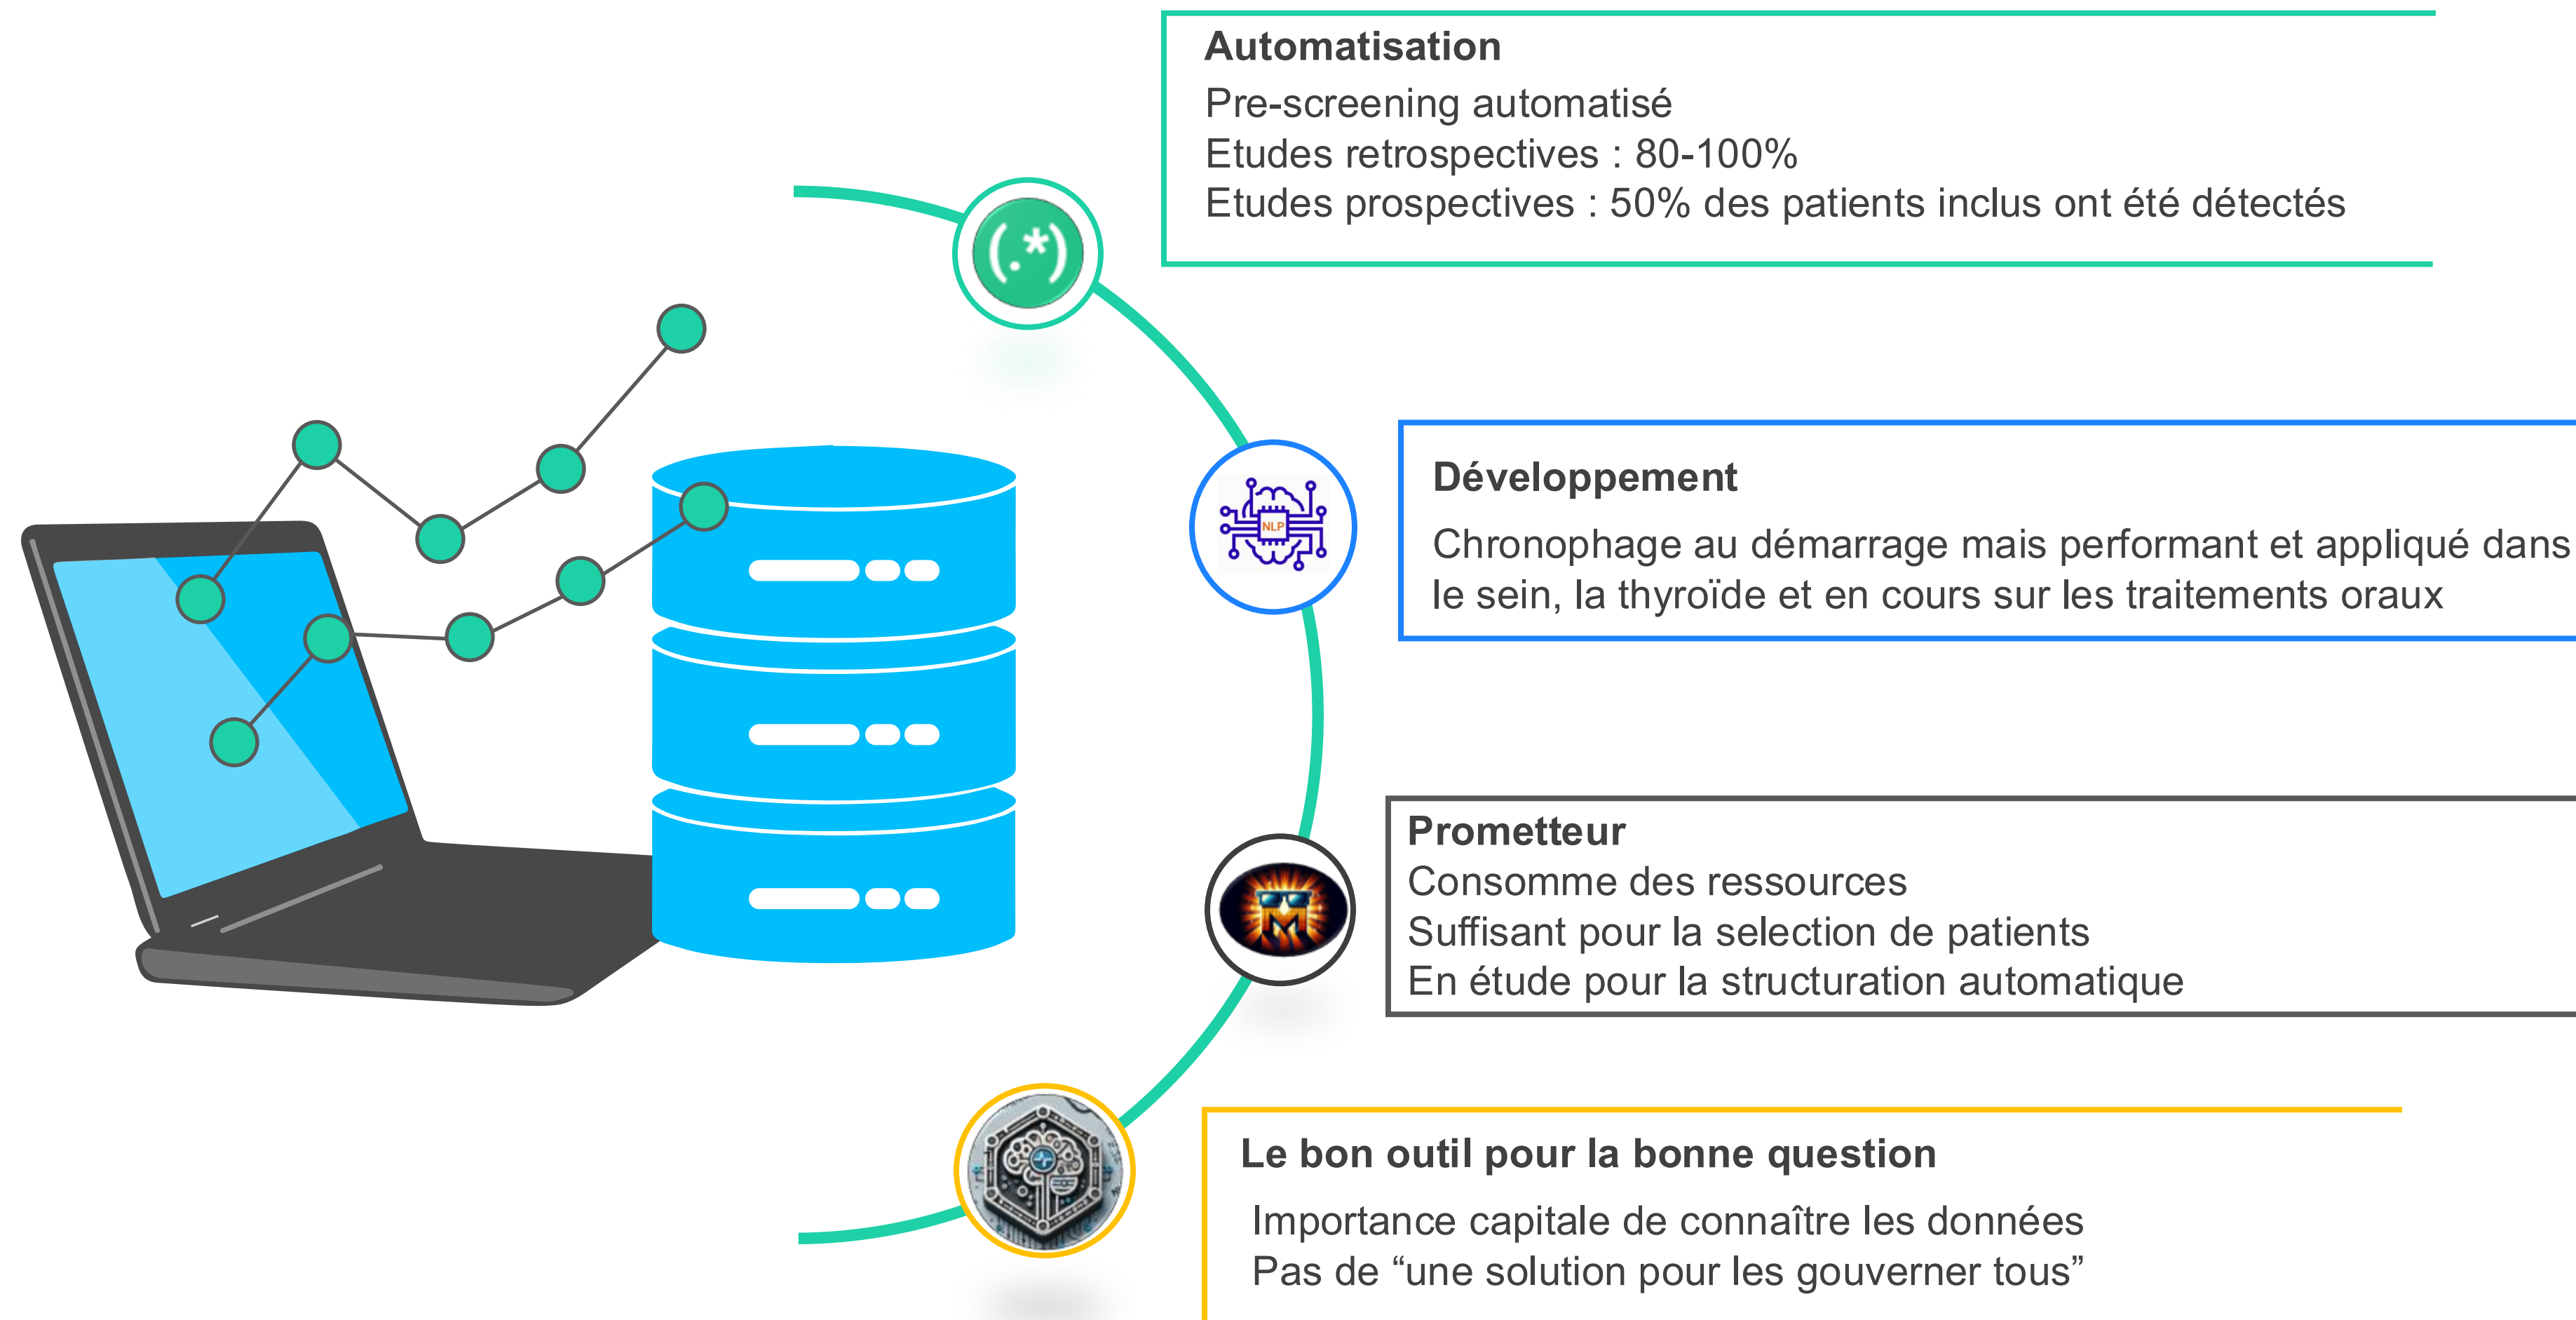 Automatisation
Pre-screening automatisé
Etudes retrospectives : 80-100%
Etudes prospectives : 50% des patients inclus ont été détectés
(.*)
NLP
Développement
Chronophage au démarrage mais performant et appliqué dans
le sein, la thyroïde et en cours sur les traitements oraux
M
Prometteur
Consomme des ressources
Suffisant pour la selection de patients
En étude pour la structuration automatique
Le bon outil pour la bonne question
Importance capitale de connaître les données
Pas de “une solution pour les gouverner tous”